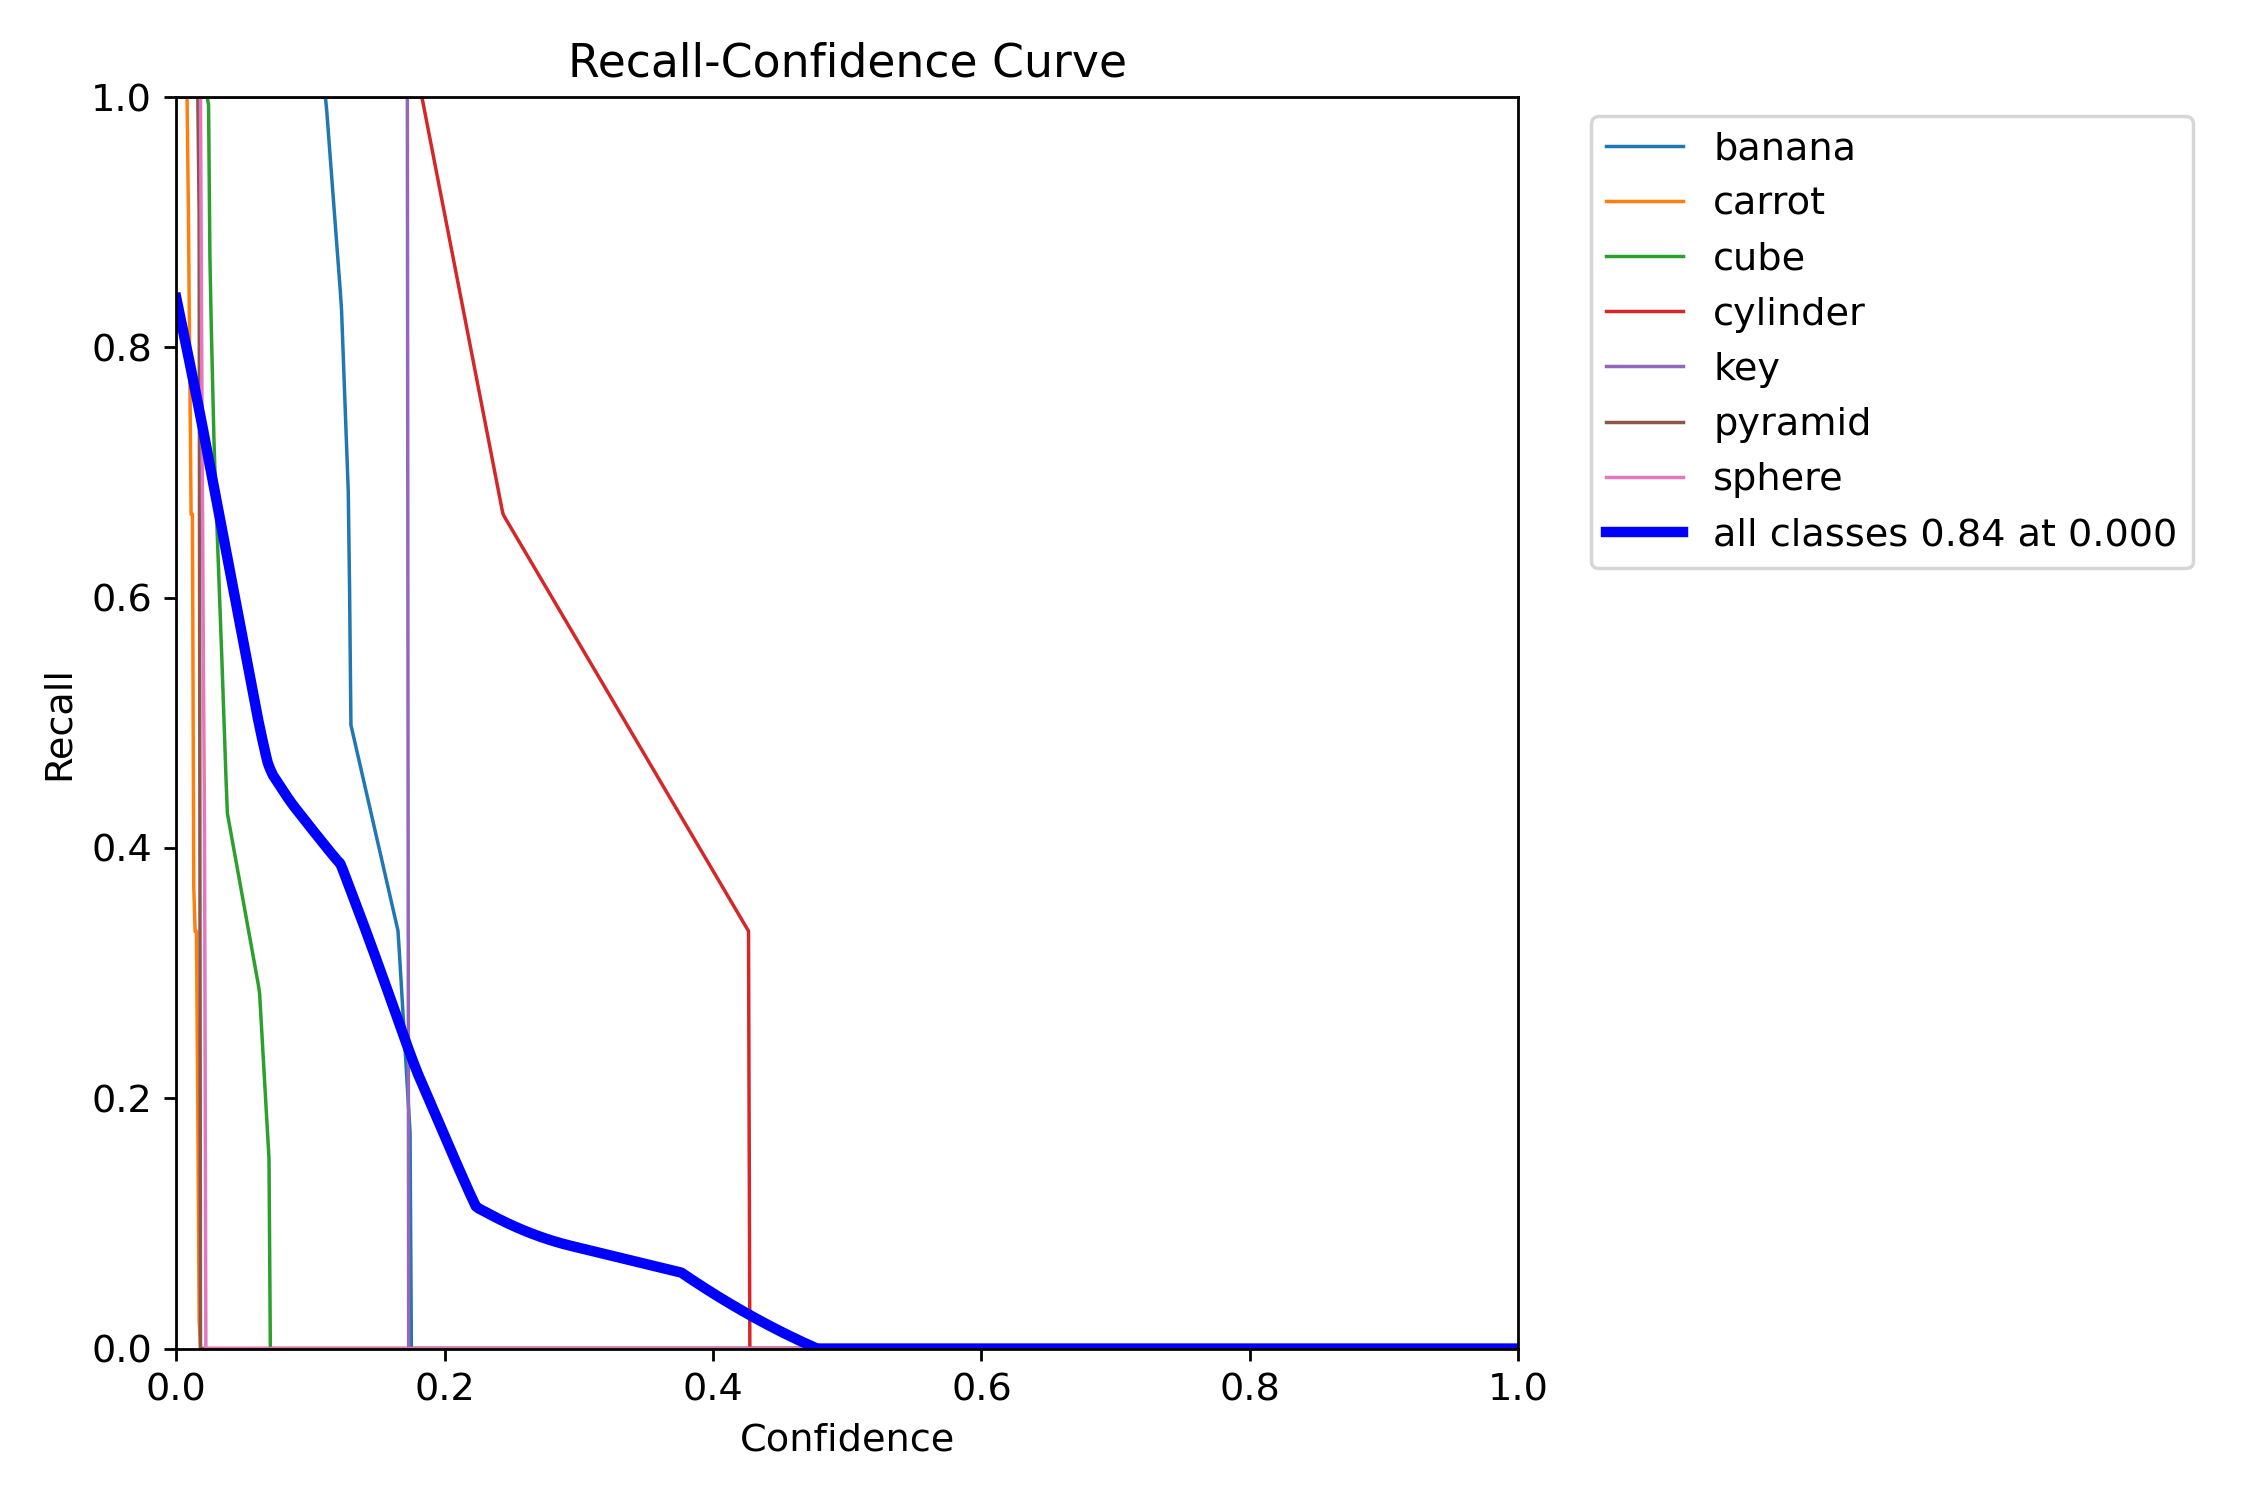 Recall-Confidence Curve
1.0
0.8
0.6
0.4
0.2
0.0
Recall
0.0 0.2 0.4 0.6 0.8 1.0
Confidence
banana
carrot
cube
cylinder
key
pyramid
sphere
all classes 0.84 at 0.000